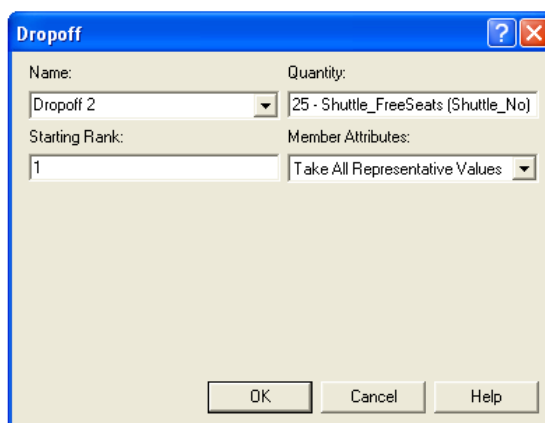 Dropoff
Name: Quantity:
Dropoff 2 25 - Shuttle_FreeSeats (Shuttle_No)
Starting Rank: Member Attributes:
1 Take All Representative Values
OK Cancel Help